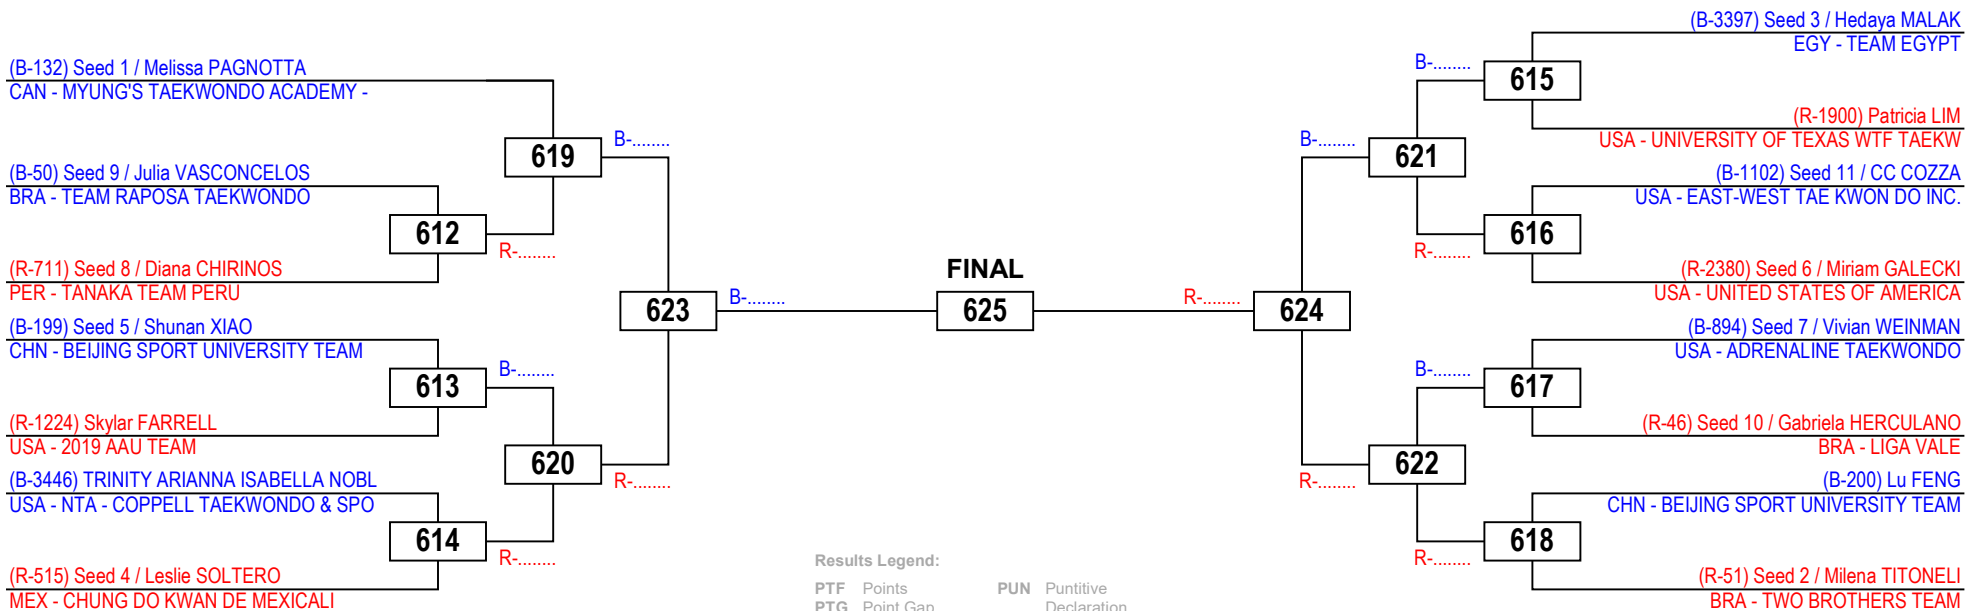 (B-132) Seed 1 / Melissa PAGNOTTA
CAN - MYUNG'S TAEKWONDO ACADEMY -
619
B-........
(B-50) Seed 9 / Julia VASCONCELOS
BRA - TEAM RAPOSA TAEKWONDO
612
R-........
(R-711) Seed 8 / Diana CHIRINOS
PER - TANAKA TEAM PERU
623
B-........
(B-199) Seed 5 / Shunan XIAO
CHN - BEIJING SPORT UNIVERSITY TEAM
613
B-........
(R-1224) Skylar FARRELL
USA - 2019 AAU TEAM
620
R-........
(B-3446) TRINITY ARIANNA ISABELLA NOBL
USA - NTA - COPPELL TAEKWONDO & SPO
614
R-........
(R-515) Seed 4 / Leslie SOLTERO
MEX - CHUNG DO KWAN DE MEXICALI
FINAL
625
(B-3397) Seed 3 / Hedaya MALAK
EGY - TEAM EGYPT
B-........
615
(R-1900) Patricia LIM
USA - UNIVERSITY OF TEXAS WTF TAEKW
B-........
621
(B-1102) Seed 11 / CC COZZA
USA - EAST-WEST TAE KWON DO INC.
R-........
616
(R-2380) Seed 6 / Miriam GALECKI
USA - UNITED STATES OF AMERICA
R-........
624
(B-894) Seed 7 / Vivian WEINMAN
USA - ADRENALINE TAEKWONDO
B-........
617
(R-46) Seed 10 / Gabriela HERCULANO
BRA - LIGA VALE
R-........
622
(B-200) Lu FENG
CHN - BEIJING SPORT UNIVERSITY TEAM
R-........
618
(R-51) Seed 2 / Milena TITONELI
BRA - TWO BROTHERS TEAM
Results Legend:
PTF Points PUN Puntitive
PTG Point Gap Declaration